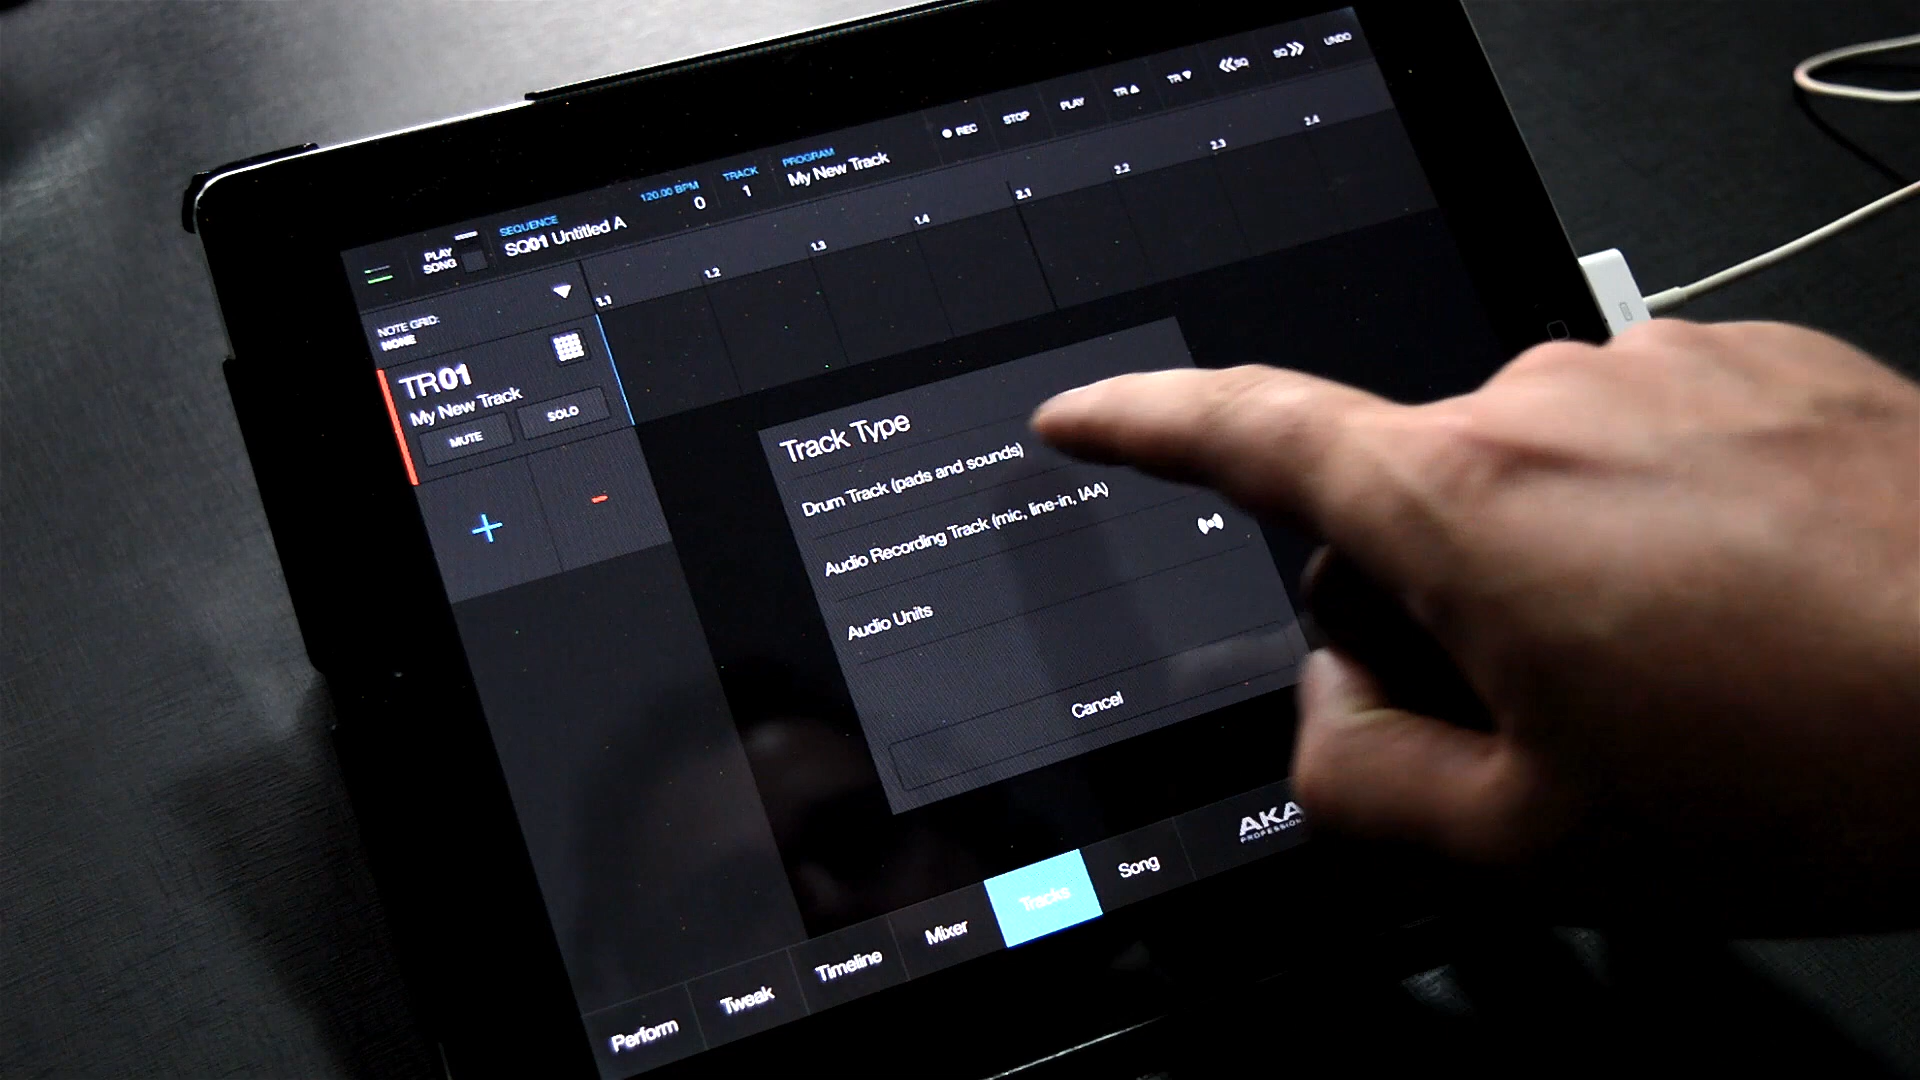 PLAY
SONG
SEQUENCE
SQ01 Untitled A
120.00 BPM
0
TRACK
1
PROGRAM
My New Track
REC
STOP
PLAY
TR
TR
SQ
SQ
UNDO
NOTE GRID:
NONE
1.1
1.2
1.3
1.4
2.1
2.2
2.3
2.4
TR01
My New Track
MUTE
SOLO
+
-
Track Type
Drum Track (pads and sounds)
Audio Recording Track (mic, line-in, IAA)
Audio Units
Cancel
AKA
PROFESSION
Perform
Tweak
Timeline
Mixer
Tracks
Song